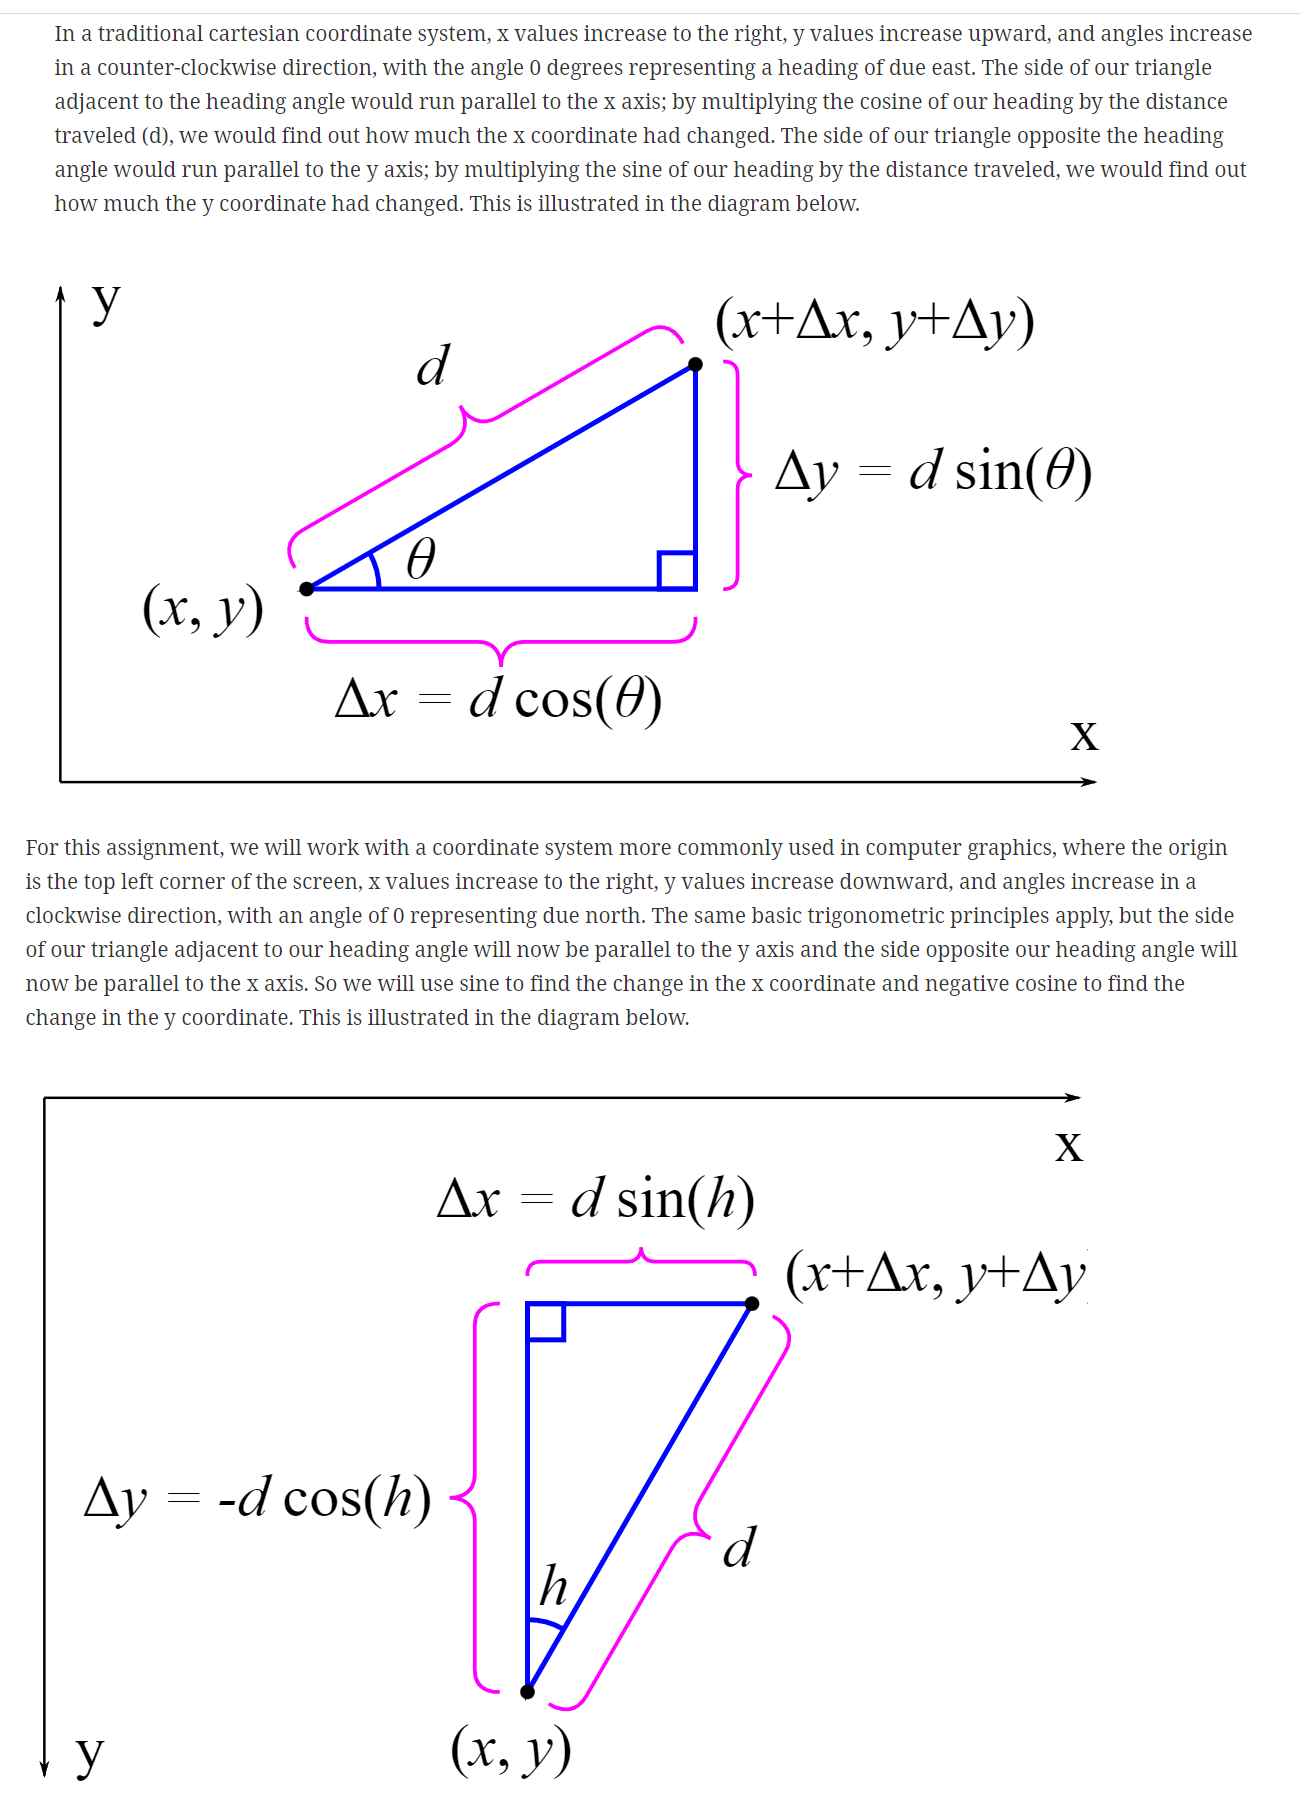 In a traditional cartesian coordinate system, x values increase to the right, y values increase upward, and angles increase
in a counter-clockwise direction, with the angle 0 degrees representing a heading of due east. The side of our triangle
adjacent to the heading angle would run parallel to the x axis; by multiplying the cosine of our heading by the distance
traveled (d), we would find out how much the x coordinate had changed. The side of our triangle opposite the heading
angle would run parallel to the y axis; by multiplying the sine of our heading by the distance traveled, we would find out
how much the y coordinate had changed. This is illustrated in the diagram below.
y
(x+Δx, y+Δy)
d
Δy = d sin(θ)
θ
(x, y)
Δx = d cos(θ)
x
For this assignment, we will work with a coordinate system more commonly used in computer graphics, where the origin
is the top left corner of the screen, x values increase to the right, y values increase downward, and angles increase in a
clockwise direction, with an angle of 0 representing due north. The same basic trigonometric principles apply, but the side
of our triangle adjacent to our heading angle will now be parallel to the y axis and the side opposite our heading angle will
now be parallel to the x axis. So we will use sine to find the change in the x coordinate and negative cosine to find the
change in the y coordinate. This is illustrated in the diagram below.
x
Δx = d sin(h)
(x+Δx, y+Δy
Δy = -d cos(h)
d
h
(x, y)
y